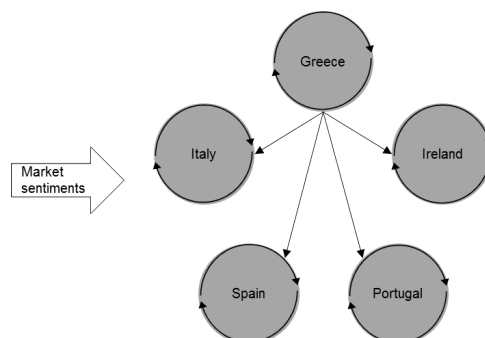 Greece
Italy
Ireland
Market
sentiments
Spain
Portugal